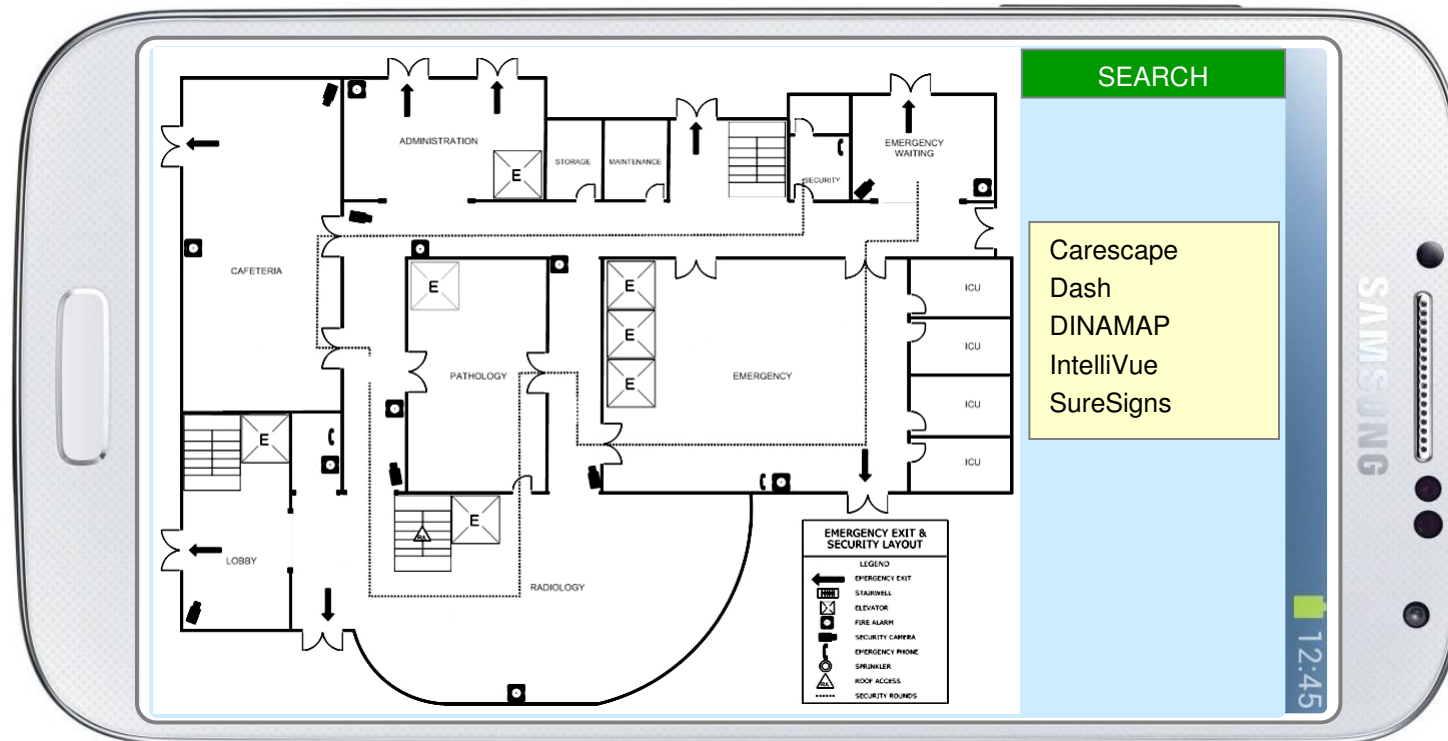 SEARCH
ADMINISTRATION
E
STORAGE
MAINTENANCE
SECURITY
EMERGENCY
WAITING
Carescape
Dash
DINAMAP
IntelliVue
SureSigns
CAFETERIA
E
E
E
E
PATHOLOGY
EMERGENCY
ICU
ICU
ICU
ICU
E
LOBBY
E
RA
RADIOLOGY
EMERGENCY EXIT &
SECURITY LAYOUT
LEGEND
EMERGENCY EXIT
STAIRWELL
ELEVATOR
FIRE ALARM
SECURITY CAMERA
EMERGENCY PHONE
SPRINKLER
RA ROOF ACCESS
SECURITY ROUNDS
SAMSUNG
12:45